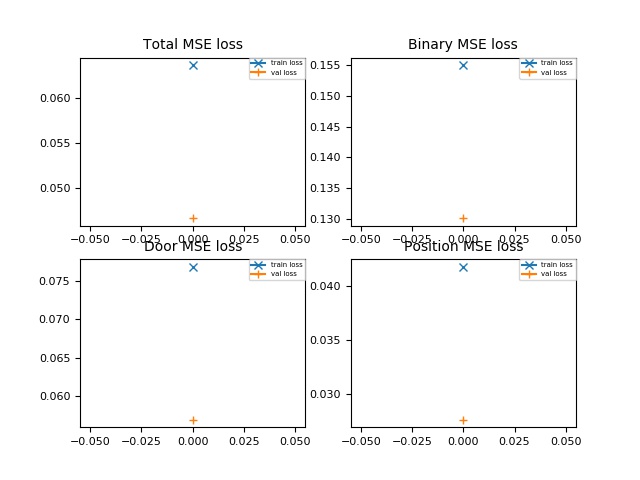 Total MSE loss
train loss
val loss
0.060
0.055
0.050
−0.050 −0.025 0.000 0.025 0.050
Binary MSE loss
train loss
val loss
0.155
0.150
0.145
0.140
0.135
0.130
−0.050 −0.025 0.000 0.025 0.050
Door MSE loss
train loss
val loss
0.075
0.070
0.065
0.060
−0.050 −0.025 0.000 0.025 0.050
Position MSE loss
train loss
val loss
0.040
0.035
0.030
−0.050 −0.025 0.000 0.025 0.050